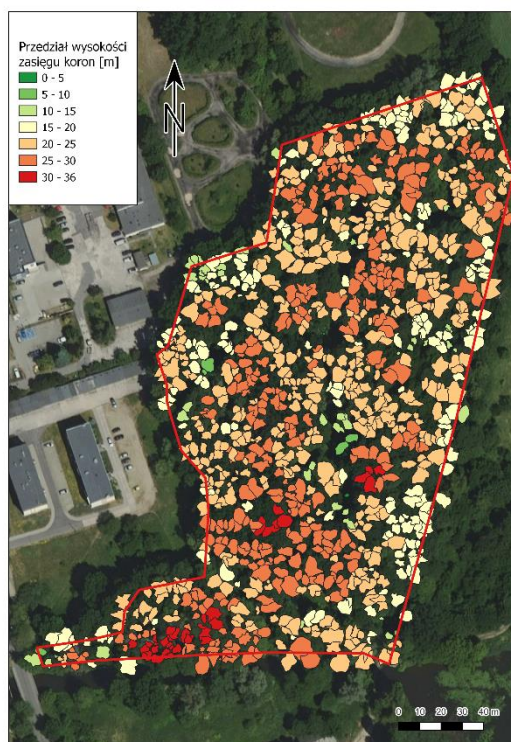 Przedział wysokości
zasięgu koron [m]
0 - 5
5 - 10
10 - 15
15 - 20
20 - 25
25 - 30
30 - 36
N
0 10 20 30 40 m